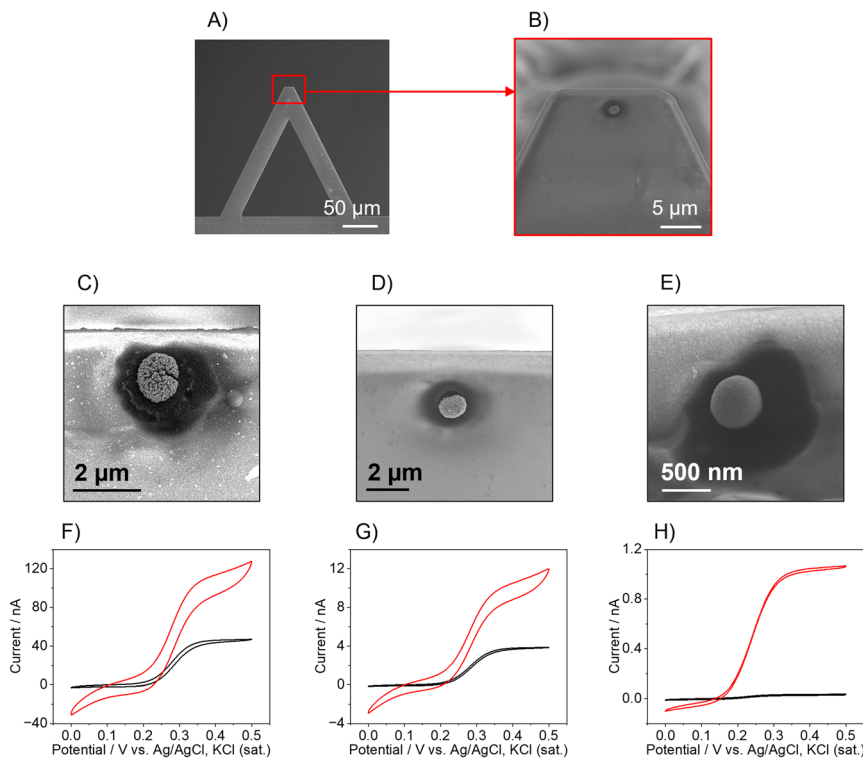 A)
B)
50 μm
5 μm
C)
D)
E)
2 μm
2 μm
500 nm
F)
G)
H)
120
80
40
0
-40
Current / nA
0.0 0.1 0.2 0.3 0.4 0.5
Potential / V vs. Ag/AgCl, KCl (sat.)
12
8
4
0
-4
Current / nA
0.0 0.1 0.2 0.3 0.4 0.5
Potential / V vs. Ag/AgCl, KCl (sat.)
1.2
0.6
0.0
Current / nA
0.0 0.1 0.2 0.3 0.4 0.5
Potential / V vs. Ag/AgCl, KCl (sat.)